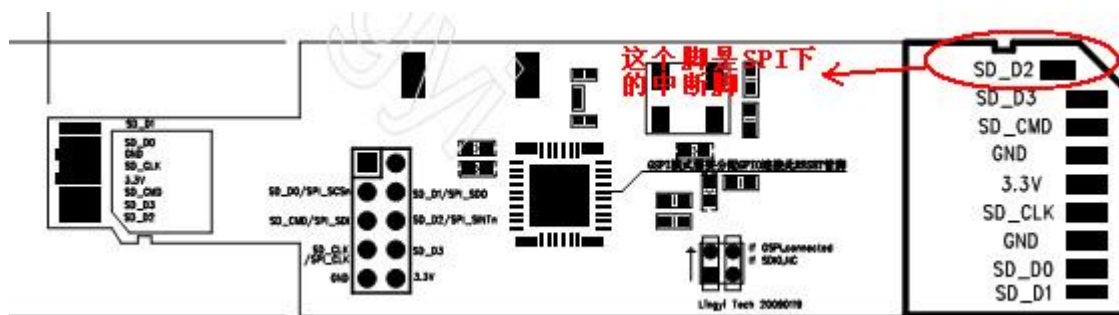 SD_D1
SD_D0
GND
SD_CLK
3.3V
SD_CMD
SD_D3
SD_D2
SD_D0/SPI_SCSn
SD_D1/SPI_SDO
SD_CMD/SPI_SDI
SD_D2/SPI_SINTn
SD_CLK
/SPI_CLK
SD_D3
GND
3.3V
这个脚是SPI下
的中断脚
IF GSPI,connected
IF SDIO,NC
Lingyi Tech 20090119
SD_D2
SD_D3
SD_CMD
GND
3.3V
SD_CLK
GND
SD_D0
SD_D1